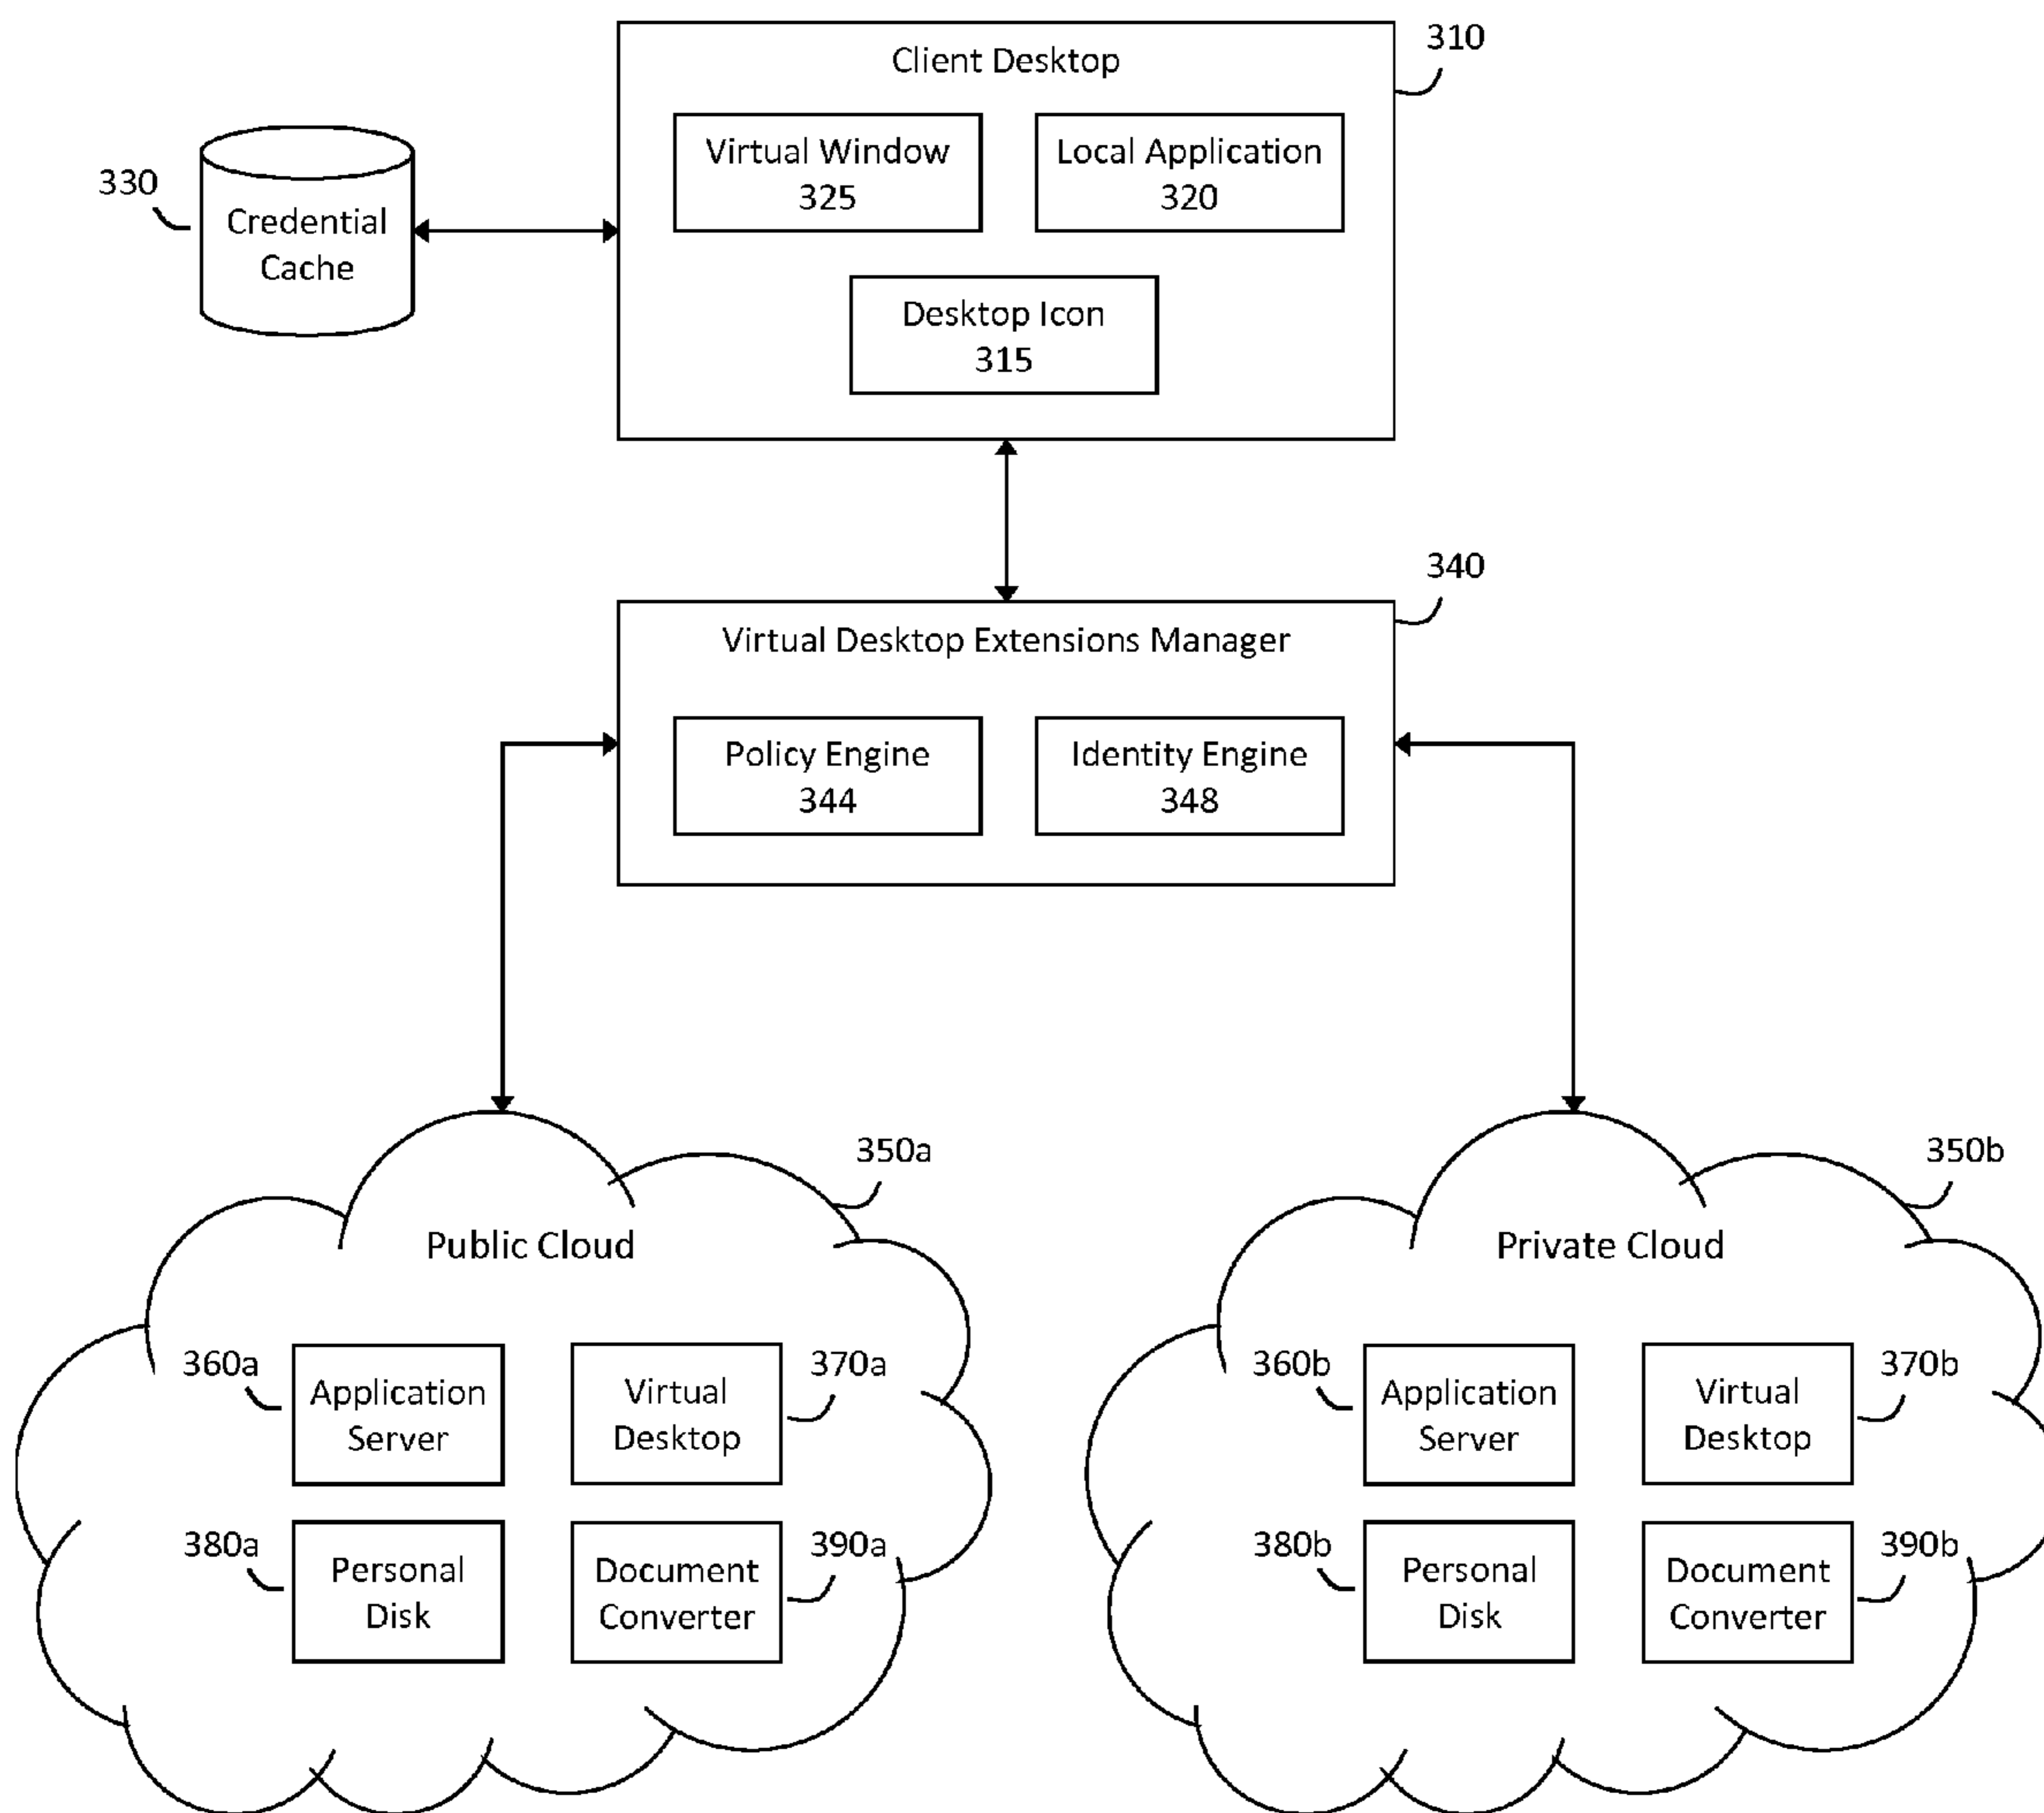 310
Client Desktop
Virtual Window
325
Local Application
320
330
Credential
Cache
Desktop Icon
315
340
Virtual Desktop Extensions Manager
Policy Engine
344
Identity Engine
348
350a
Public Cloud
360a
Application
Server
370a
Virtual
Desktop
380a
Personal
Disk
390a
Document
Converter
350b
Private Cloud
360b
Application
Server
370b
Virtual
Desktop
380b
Personal
Disk
390b
Document
Converter